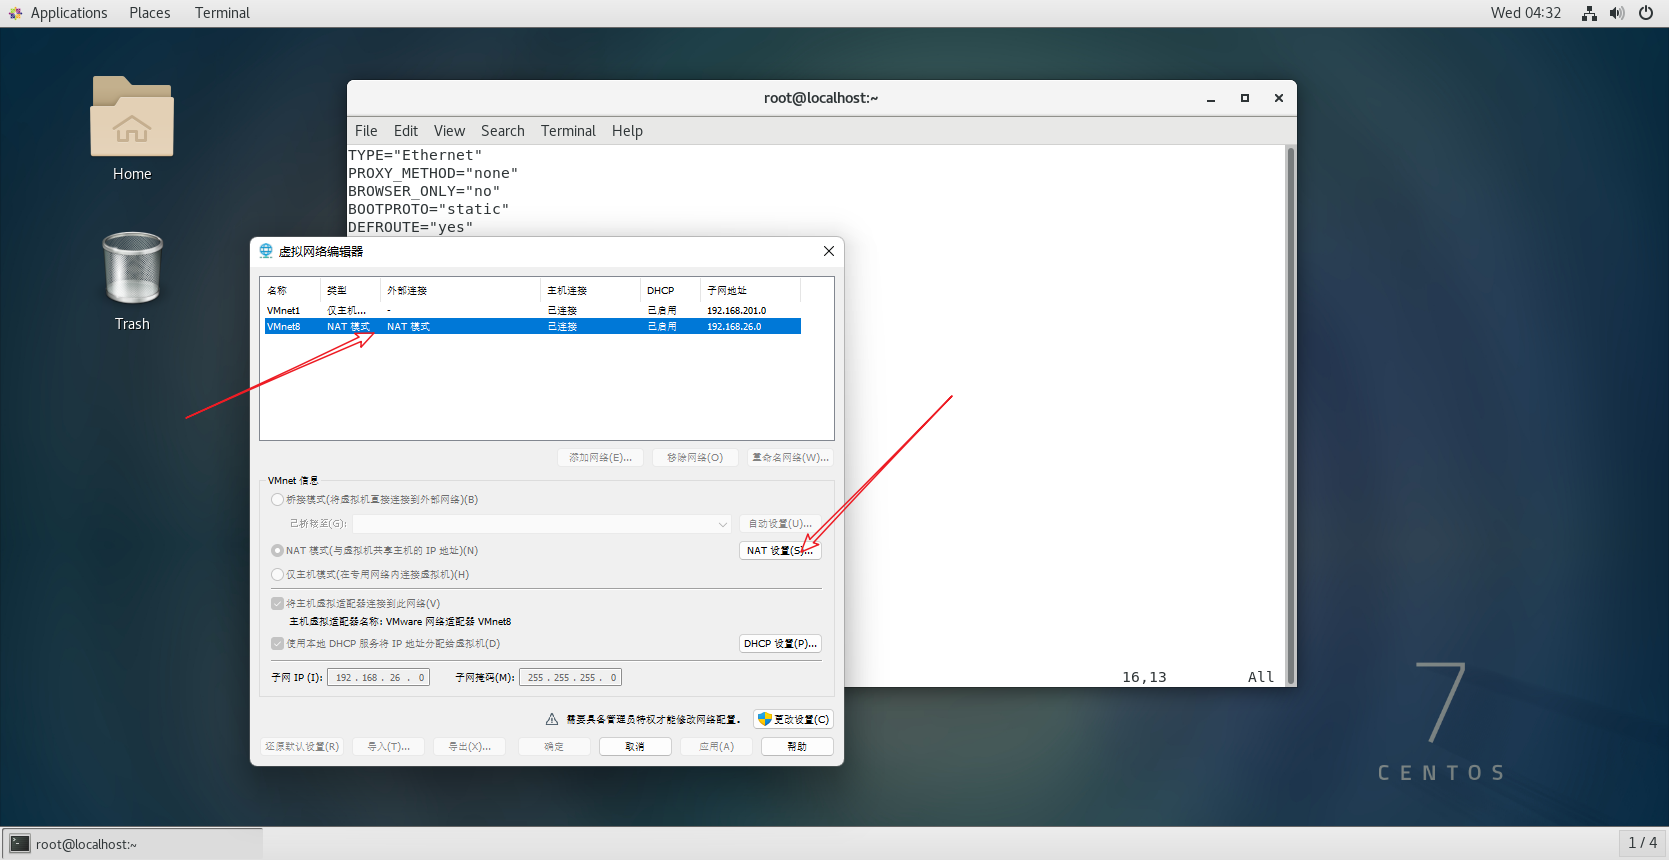 Applications Places Terminal Wed 04:32
Home
Trash
root@localhost:~
File Edit View Search Terminal Help
TYPE="Ethernet"
PROXY_METHOD="none"
BROWSER_ONLY="no"
BOOTPROTO="static"
DEFROUTE="yes"
虚拟网络编辑器
名称 类型 外部连接 主机连接 DHCP 子网地址
VMnet1 仅主机... - 已连接 已启用 192.168.201.0
VMnet8 NAT 模式 NAT 模式 已连接 已启用 192.168.26.0
添加网络(E)... 移除网络(O) 重命名网络(W)...
VMnet 信息
桥接模式(将虚拟机直接连接到外部网络)(B)
已桥接至(G): 自动设置(U)...
NAT 模式(与虚拟机共享主机的 IP 地址)(N) NAT 设置(S)...
仅主机模式(在专用网络内连接虚拟机)(H)
将主机虚拟适配器连接到此网络(V)
主机虚拟适配器名称: VMware 网络适配器 VMnet8
使用本地 DHCP 服务将 IP 地址分配给虚拟机(D) DHCP 设置(P)...
子网 IP (I): 192 . 168 . 26 . 0 子网掩码(M): 255 . 255 . 255 . 0
需要具备管理员特权才能修改网络配置。 更改设置(C)
还原默认设置(R) 导入(T)... 导出(X)... 确定 取消 应用(A) 帮助
16,13 All
7
CENTOS
root@localhost:~ 1 / 4